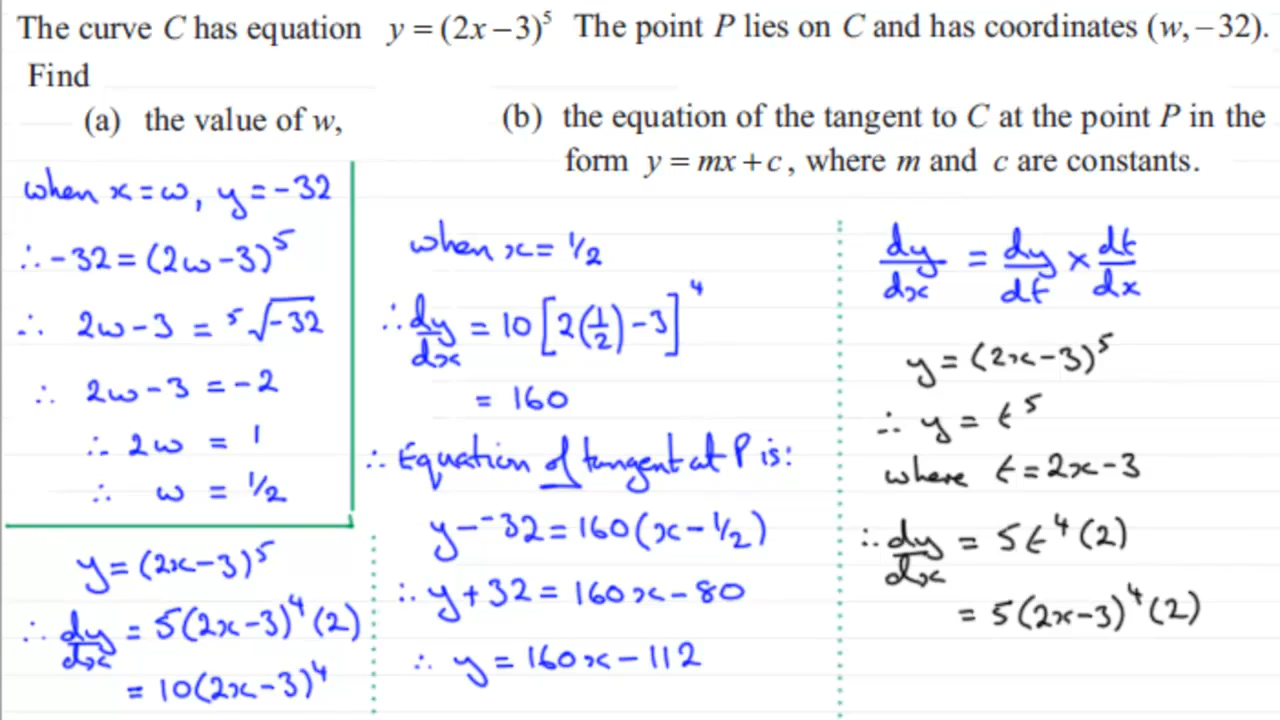 The curve C has equation y = (2x − 3)⁵ The point P lies on C and has coordinates (w, −32).
Find
(a) the value of w,
(b) the equation of the tangent to C at the point P in the
form y = mx + c, where m and c are constants.
when x = w, y = -32
∴ -32 = (2w - 3)⁵
∴ 2w - 3 = ⁵√-32
∴ 2w - 3 = -2
∴ 2w = 1
∴ w = 1/2
y = (2x - 3)⁵
∴ dy/dx = 5(2x - 3)⁴(2)
= 10(2x - 3)⁴
when x = 1/2
∴ dy/dx = 10[2(1/2) - 3]⁴
= 160
∴ Equation of tangent at P is:
y - -32 = 160(x - 1/2)
∴ y + 32 = 160x - 80
∴ y = 160x - 112
dy/dx = dy/dt × dt/dx
y = (2x - 3)⁵
∴ y = t⁵
where t = 2x - 3
∴ dy/dx = 5t⁴(2)
= 5(2x - 3)⁴(2)